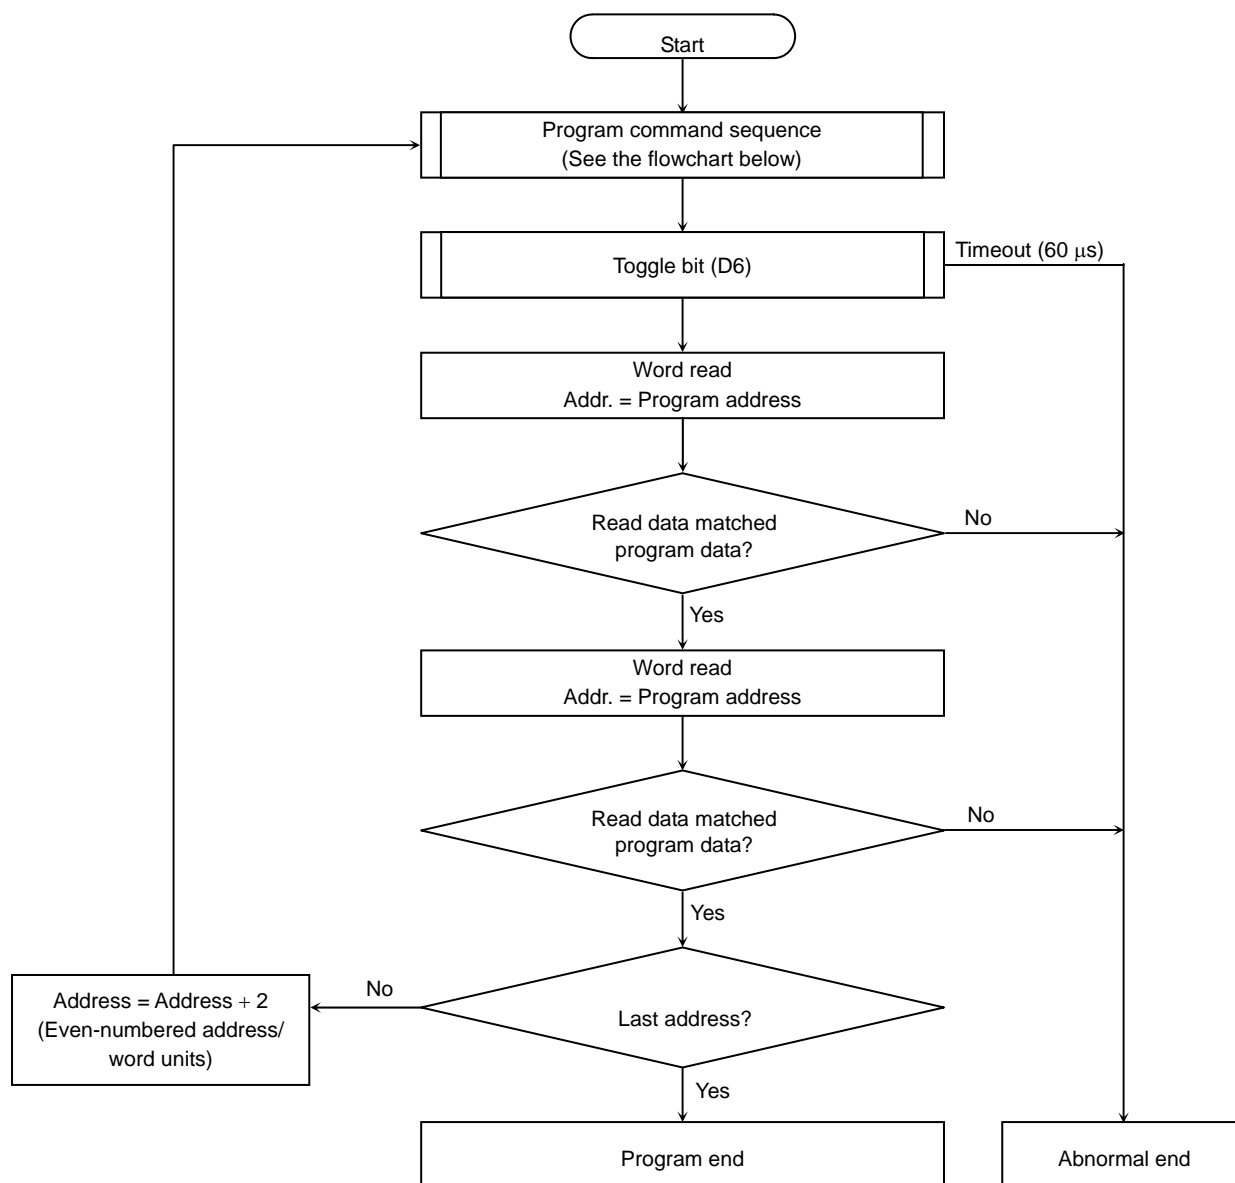 Start
Program command sequence
(See the flowchart below)
Toggle bit (D6)
Timeout (60 μs)
Word read
Addr. = Program address
Read data matched
program data?
No
Yes
Word read
Addr. = Program address
Read data matched
program data?
No
Yes
Address = Address + 2
(Even-numbered address/
word units)
No
Last address?
Yes
Program end
Abnormal end